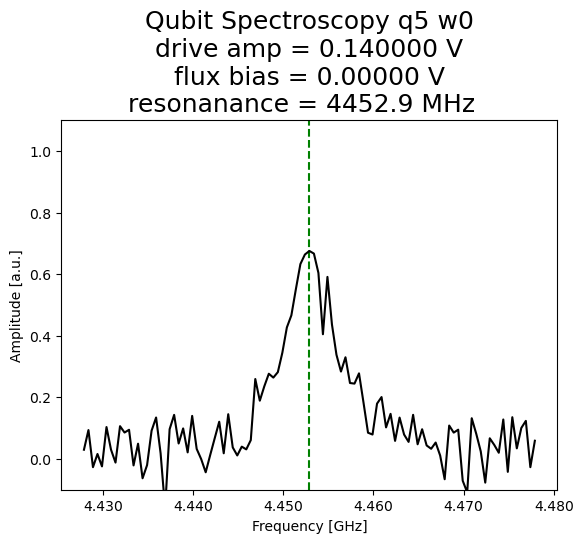 Qubit Spectroscopy q5 w0
drive amp = 0.140000 V
flux bias = 0.00000 V
resonanance = 4452.9 MHz
1.0
0.8
0.6
0.4
0.2
0.0
Amplitude [a.u.]
4.430 4.440 4.450 4.460 4.470 4.480
Frequency [GHz]